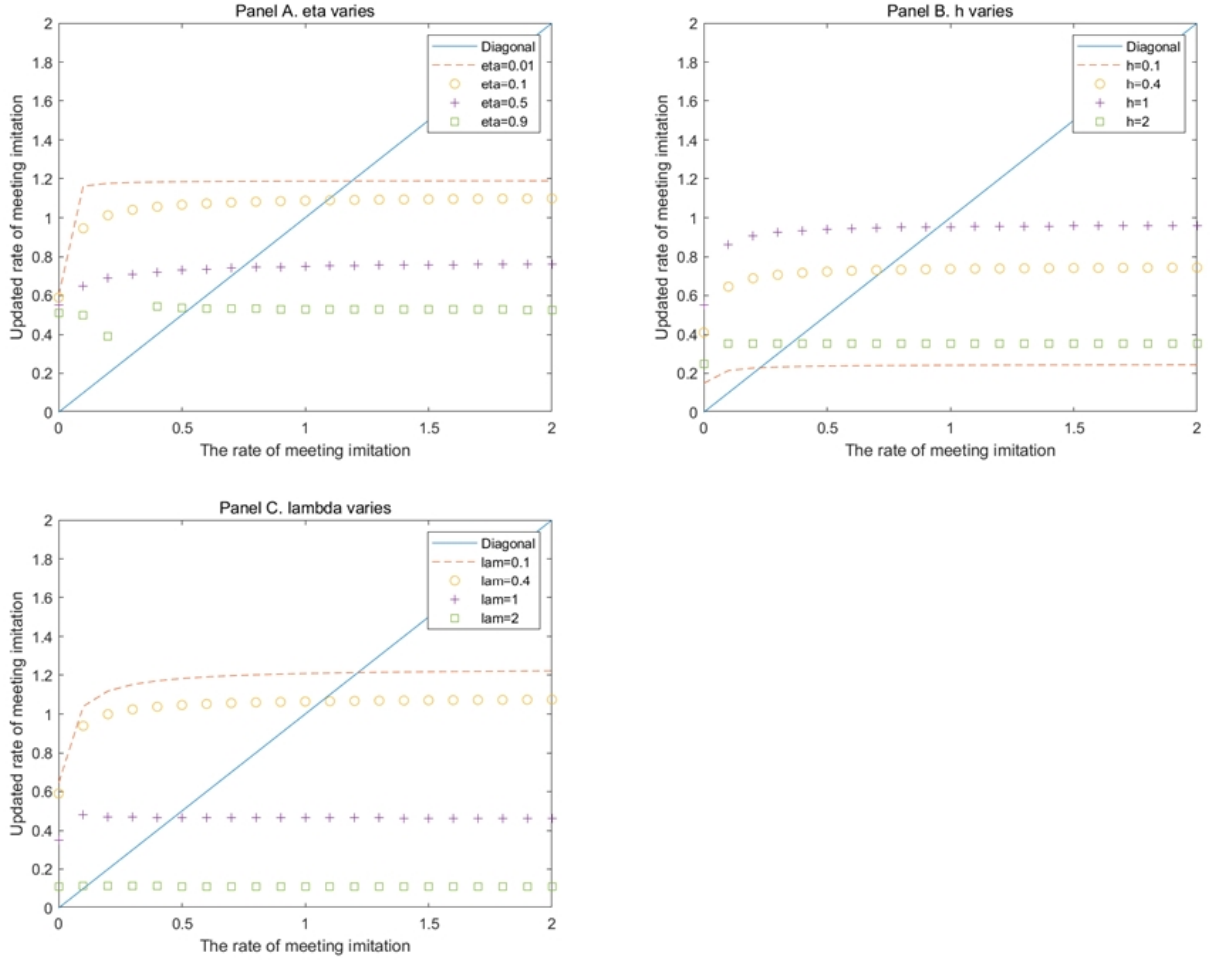 Panel A. eta varies
Updated rate of meeting imitation
2
1.8
1.6
1.4
1.2
1
0.8
0.6
0.4
0.2
0
Diagonal
eta=0.01
eta=0.1
eta=0.5
eta=0.9
0
0.5
1
1.5
2
The rate of meeting imitation
Panel B. h varies
Updated rate of meeting imitation
2
1.8
1.6
1.4
1.2
1
0.8
0.6
0.4
0.2
0
Diagonal
h=0.1
h=0.4
h=1
h=2
0
0.5
1
1.5
2
The rate of meeting imitation
Panel C. lambda varies
Updated rate of meeting imitation
2
1.8
1.6
1.4
1.2
1
0.8
0.6
0.4
0.2
0
Diagonal
lam=0.1
lam=0.4
lam=1
lam=2
0
0.5
1
1.5
2
The rate of meeting imitation